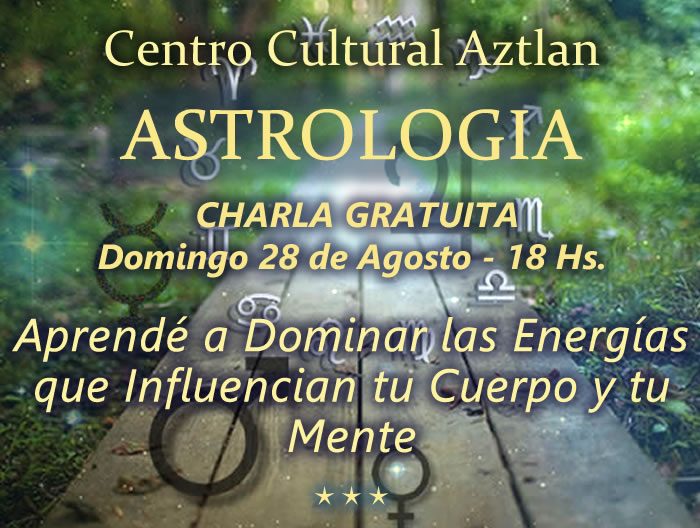 Centro Cultural Aztlan
ASTROLOGIA
CHARLA GRATUITA
Domingo 28 de Agosto - 18 Hs.
Aprendé a Dominar las Energías
que Influencian tu Cuerpo y tu
Mente